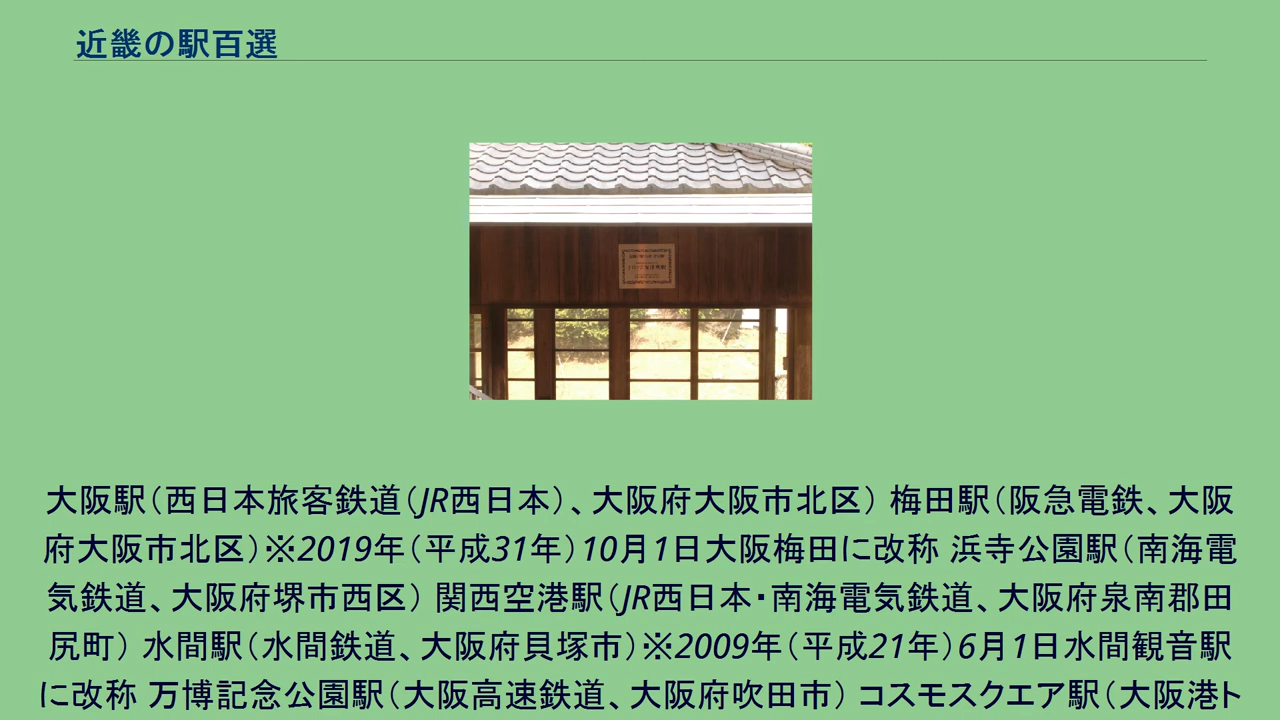 近畿の駅百選
大阪駅（西日本旅客鉄道（JR西日本）、大阪府大阪市北区） 梅田駅（阪急電鉄、大阪
府大阪市北区）※2019年（平成31年）10月1日大阪梅田に改称 浜寺公園駅（南海電
気鉄道、大阪府堺市西区） 関西空港駅（JR西日本・南海電気鉄道、大阪府泉南郡田
尻町） 水間駅（水間鉄道、大阪府貝塚市）※2009年（平成21年）6月1日水間観音駅
に改称 万博記念公園駅（大阪高速鉄道、大阪府吹田市） コスモスクエア駅（大阪港ト